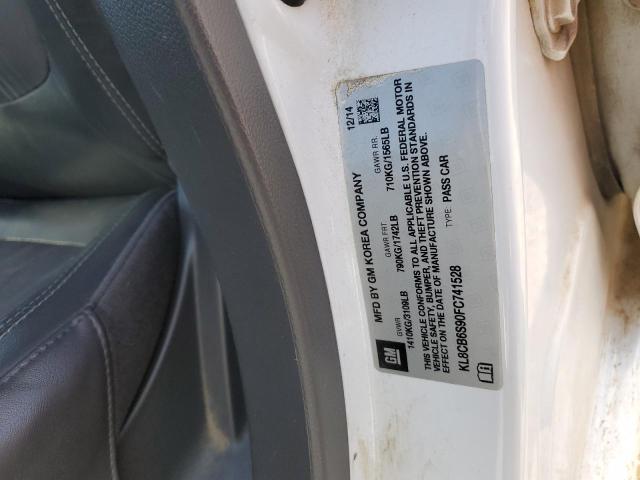 GM
MFD BY GM KOREA COMPANY 12/14
GVWR GAWR FRT GAWR RR.
1410KG/3109LB 790KG/1742LB 710KG/1565LB
THIS VEHICLE CONFORMS TO ALL APPLICABLE U.S. FEDERAL MOTOR
VEHICLE SAFETY, BUMPER, AND THEFT PREVENTION STANDARDS IN
EFFECT ON THE DATE OF MANUFACTURE SHOWN ABOVE.
KL8CB6S90FC741528 TYPE: PASS CAR